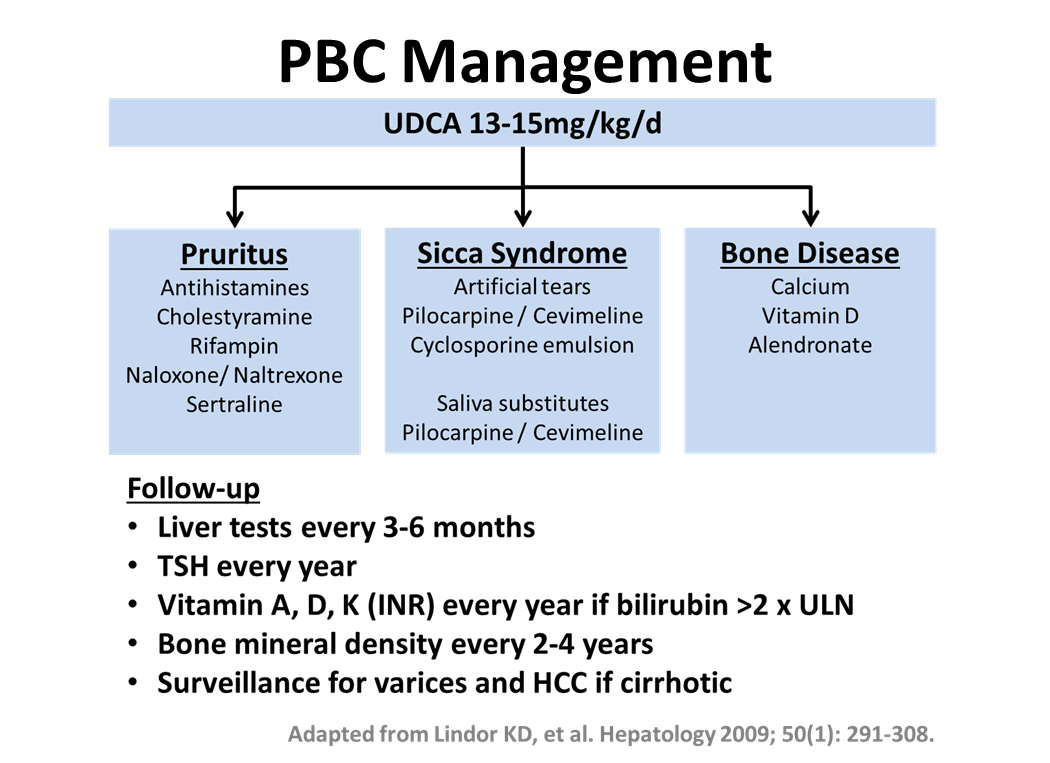 PBC Management
UDCA 13-15mg/kg/d
Pruritus
Antihistamines
Cholestyramine
Rifampin
Naloxone/ Naltrexone
Sertraline
Sicca Syndrome
Artificial tears
Pilocarpine / Cevimeline
Cyclosporine emulsion
Saliva substitutes
Pilocarpine / Cevimeline
Bone Disease
Calcium
Vitamin D
Alendronate
Follow-up
• Liver tests every 3-6 months
• TSH every year
• Vitamin A, D, K (INR) every year if bilirubin >2 x ULN
• Bone mineral density every 2-4 years
• Surveillance for varices and HCC if cirrhotic
Adapted from Lindor KD, et al. Hepatology 2009; 50(1): 291-308.